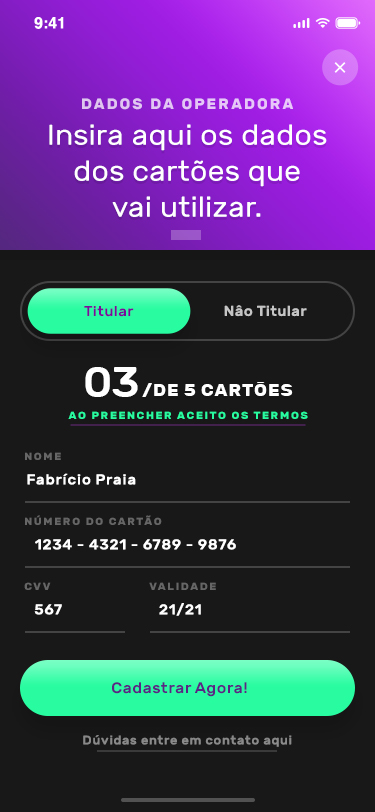 9:41
DADOS DA OPERADORA
Insira aqui os dados
dos cartões que
vai utilizar.
Titular
Nâo Titular
03/DE 5 CARTÕES
AO PREENCHER ACEITO OS TERMOS
NOME
Fabrício Praia
NÚMERO DO CARTÃO
1234 - 4321 - 6789 - 9876
CVV
VALIDADE
567
21/21
Cadastrar Agora!
Dúvidas entre em contato aqui